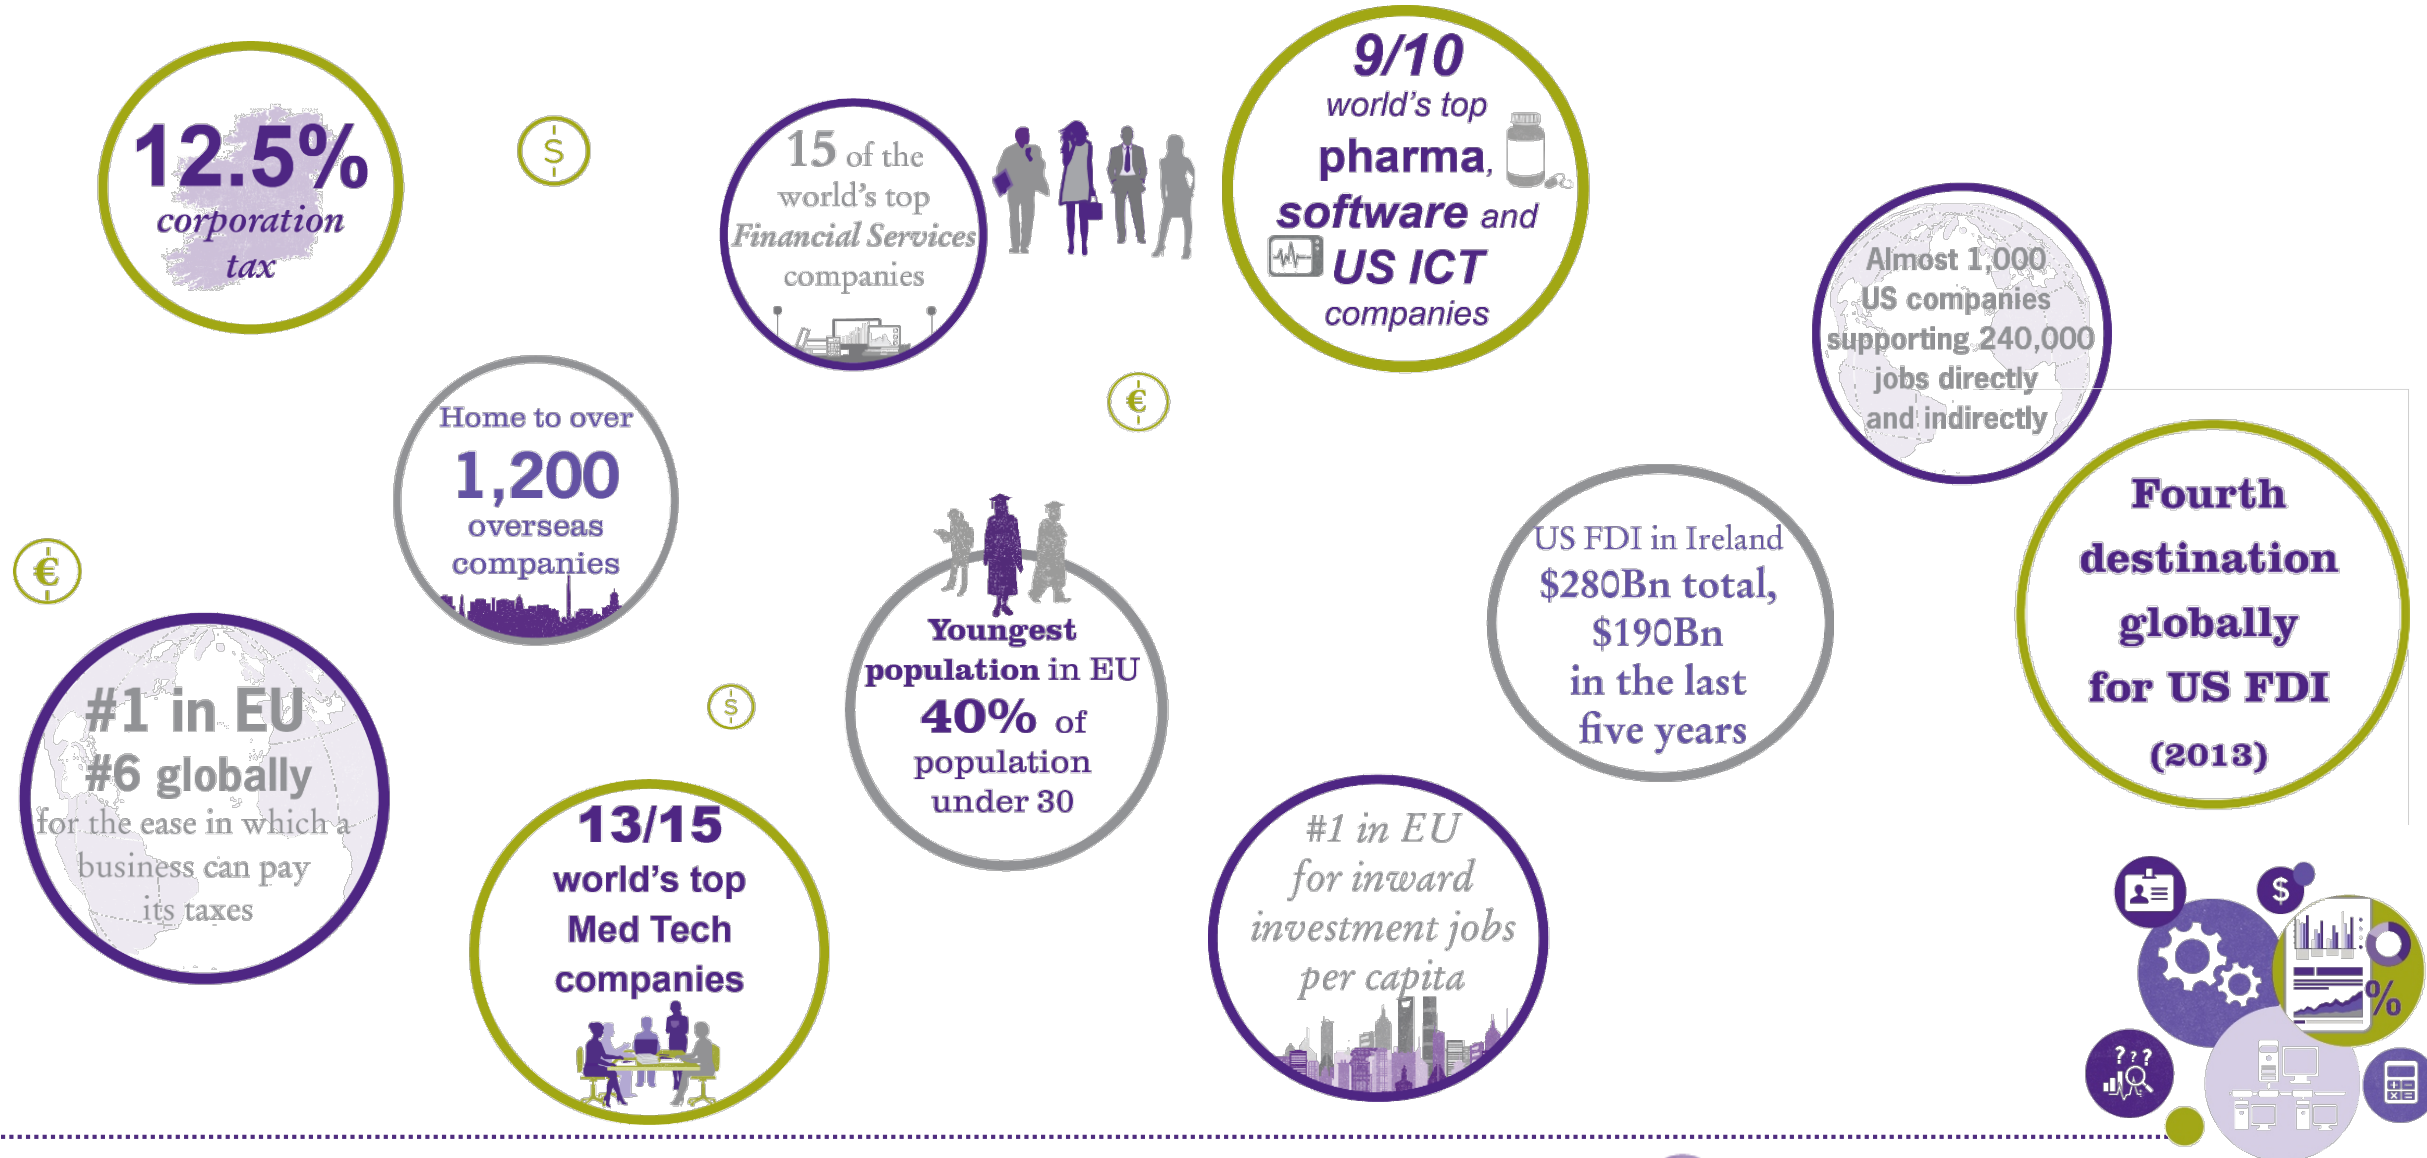 12.5%
corporation
tax
15 of the
world's top
Financial Services
companies
9/10
world's top
pharma,
software and
US ICT
companies
Almost 1,000
US companies
supporting 240,000
jobs directly
and indirectly
Home to over
1,200
overseas
companies
Youngest
population in EU
40% of
population
under 30
US FDI in Ireland
$280Bn total,
$190Bn
in the last
five years
Fourth
destination
globally
for US FDI
(2013)
#1 in EU
#6 globally
for the ease in which a
business can pay
its taxes
13/15
world's top
Med Tech
companies
#1 in EU
for inward
investment jobs
per capita
$
€
€
$
$
%
? ? ?